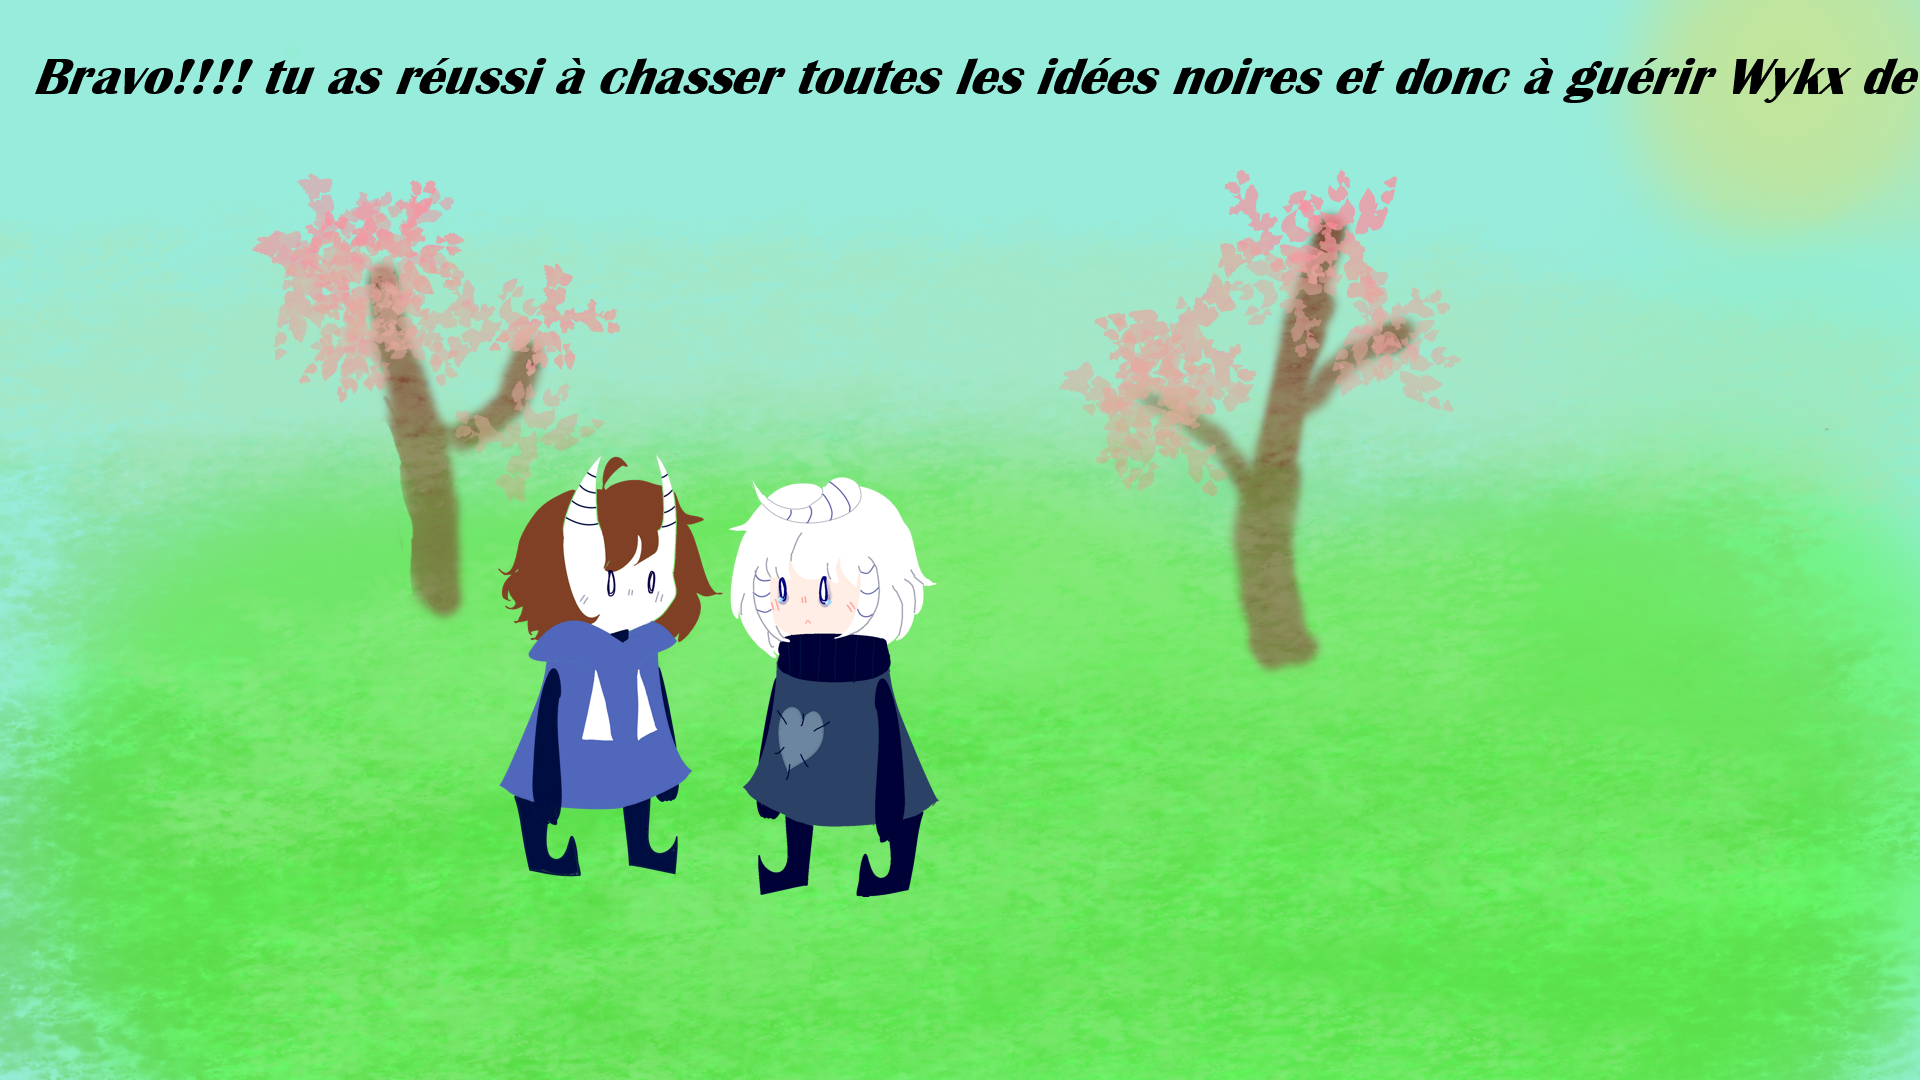 Bravo!!!! tu as réussi à chasser toutes les idées noires et donc à guérir Wykx de